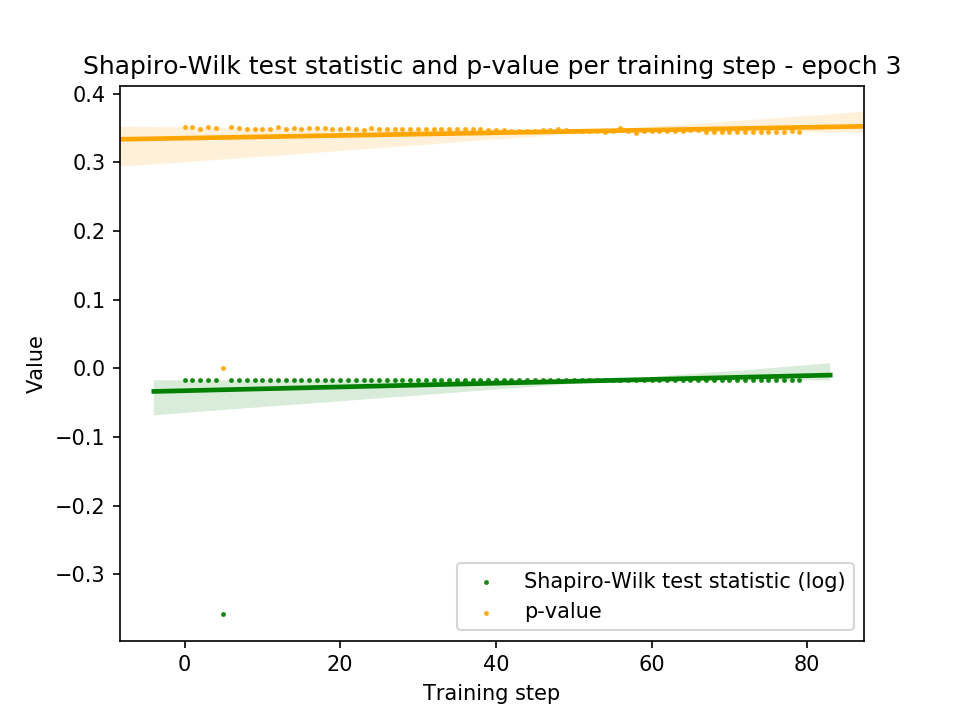 Shapiro-Wilk test statistic and p-value per training step - epoch 3
0.4
0.3
0.2
0.1
0.0
−0.1
−0.2
−0.3
Value
Shapiro-Wilk test statistic (log)
p-value
0 20 40 60 80
Training step